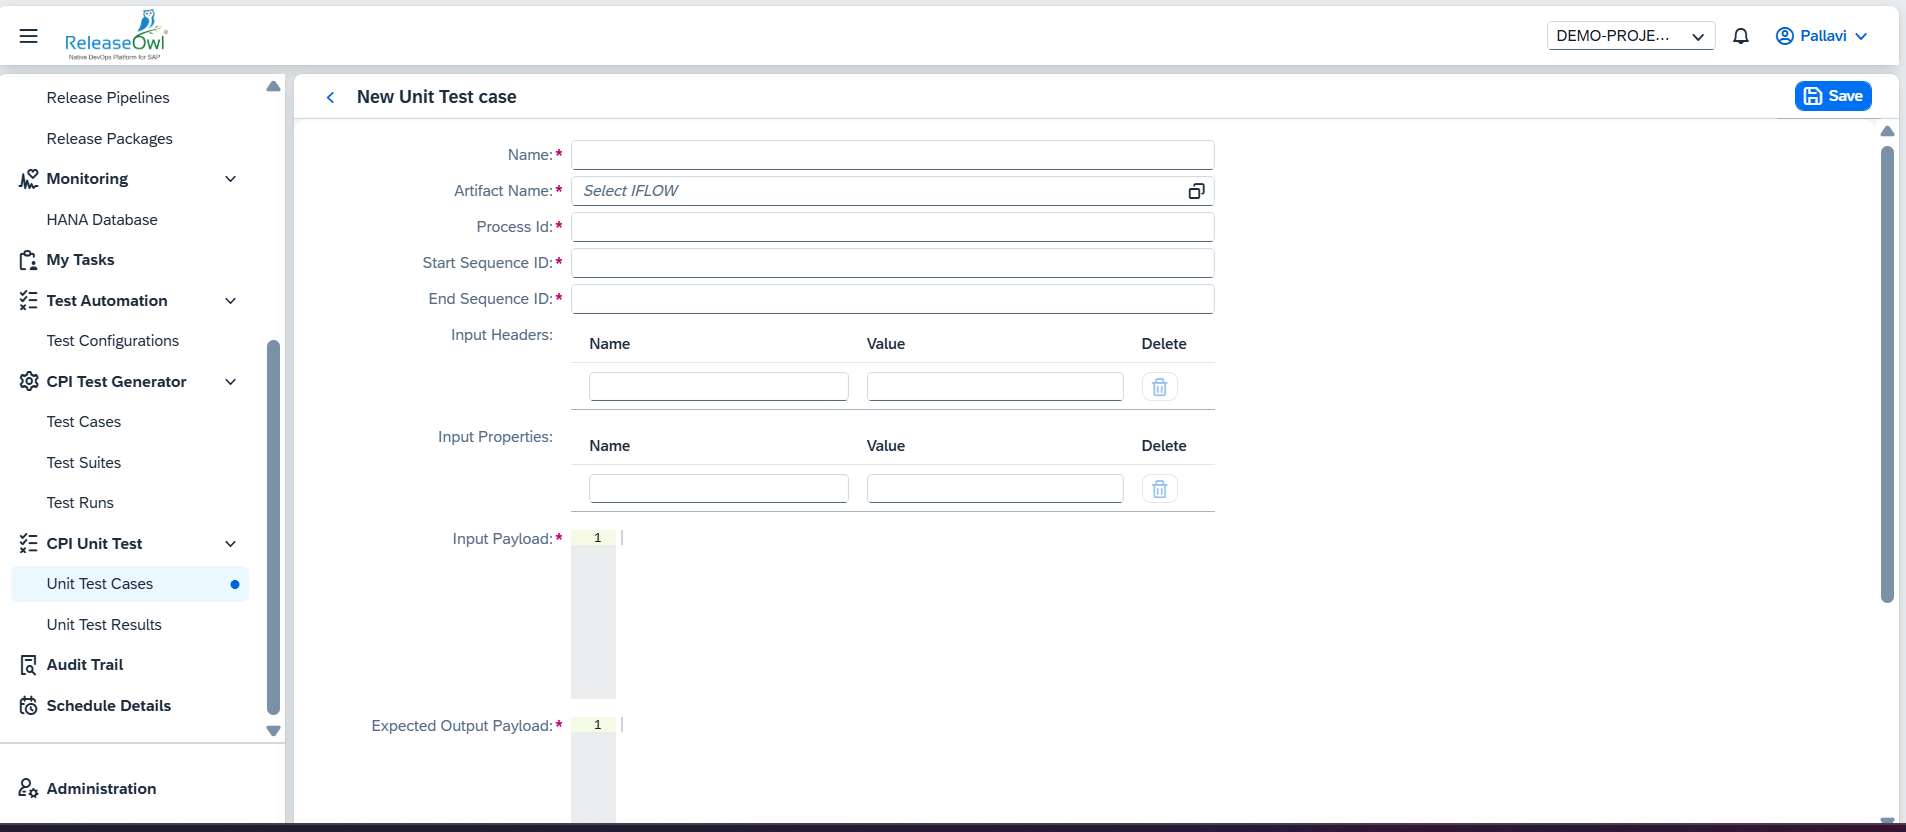 ReleaseOwl
Native DevOps Platform for SAP
DEMO-PROJE...
Pallavi
Release Pipelines
Release Packages
Monitoring
HANA Database
My Tasks
Test Automation
Test Configurations
CPI Test Generator
Test Cases
Test Suites
Test Runs
CPI Unit Test
Unit Test Cases
Unit Test Results
Audit Trail
Schedule Details
Administration
New Unit Test case
Save
Name:*
Artifact Name:* Select IFLOW
Process Id:*
Start Sequence ID:*
End Sequence ID:*
Input Headers:
Name Value Delete
Input Properties:
Name Value Delete
Input Payload:* 1
Expected Output Payload:* 1